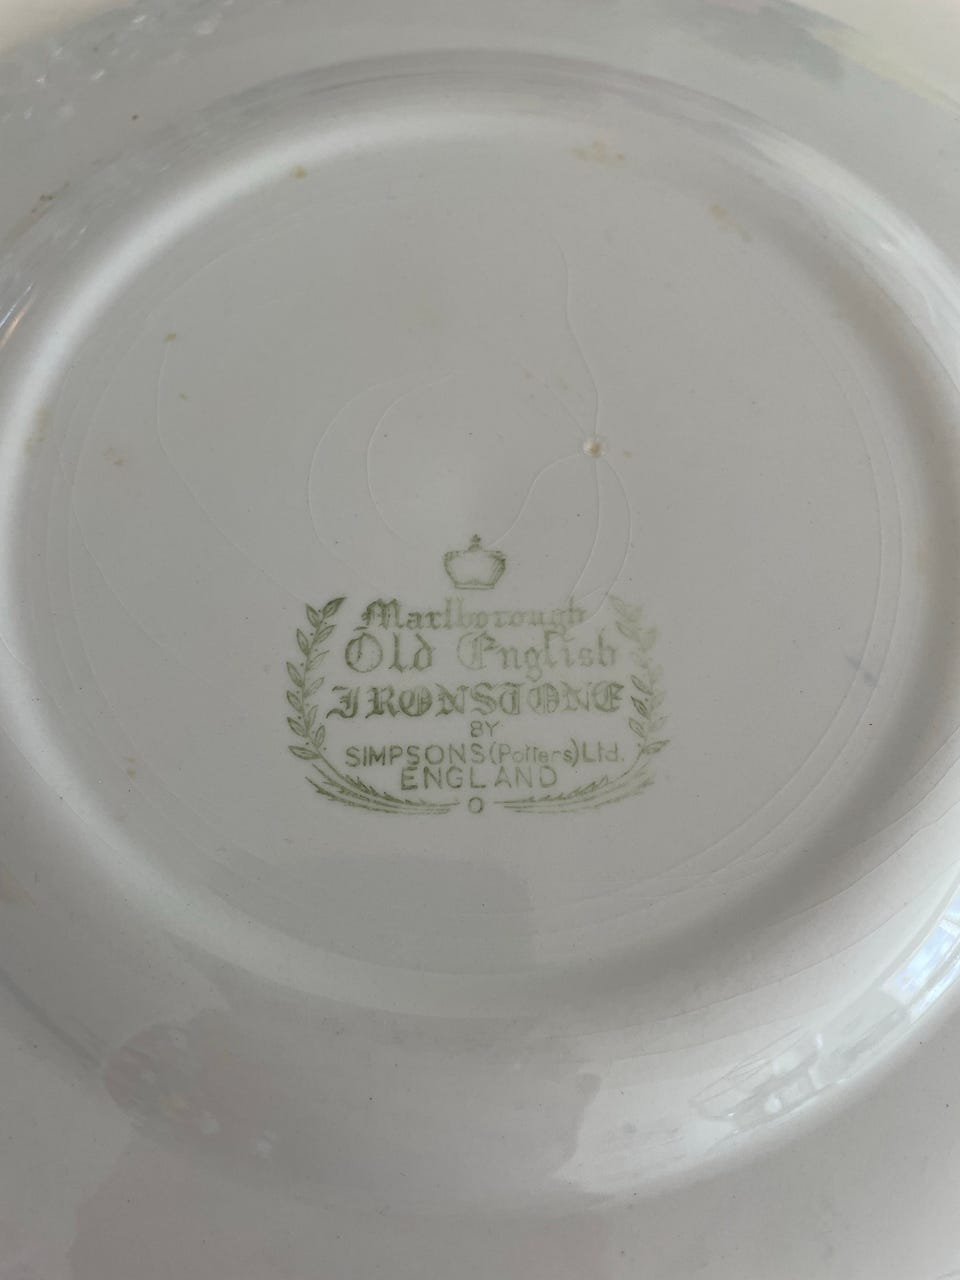 Marlborough
Old English
IRONSTONE
BY
SIMPSONS (Potters) Ltd.
ENGLAND
O